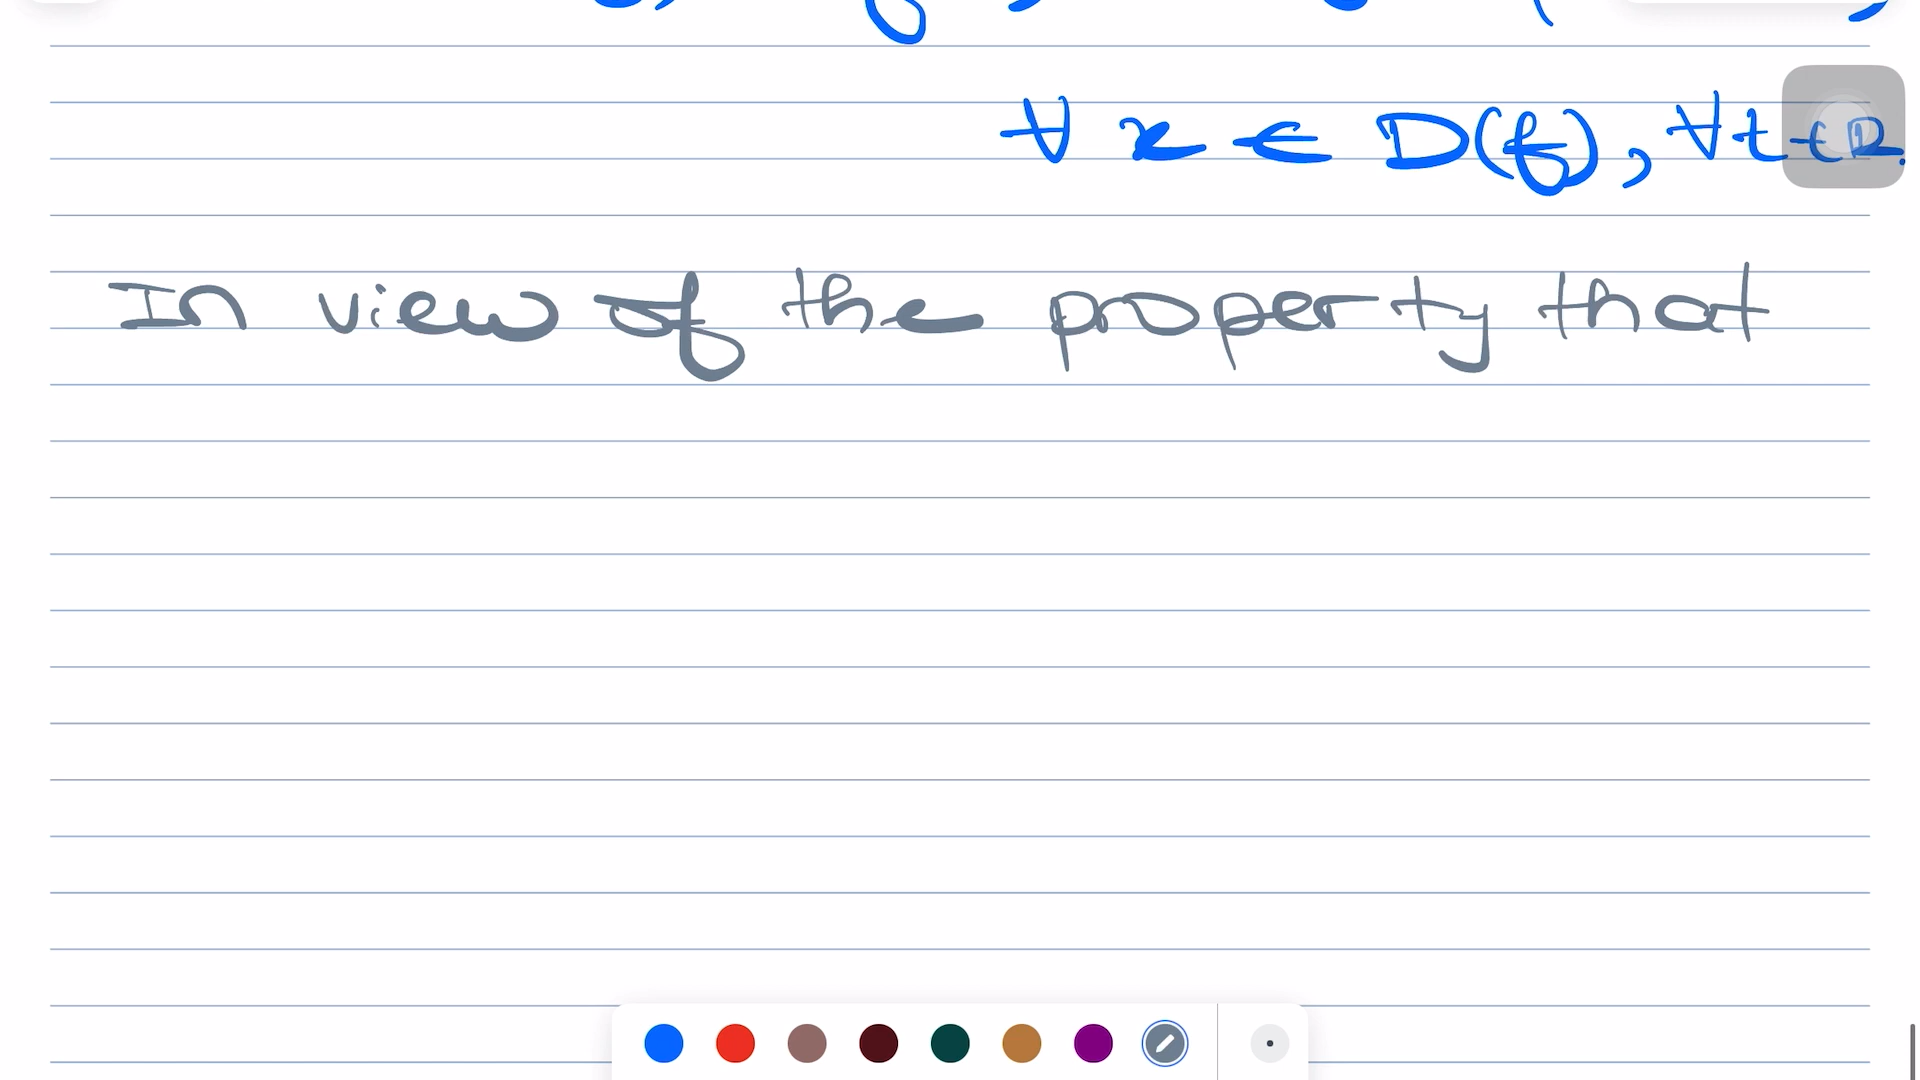 ∀ x ∈ D(f), ∀ t ∈ R.
In view of the property that